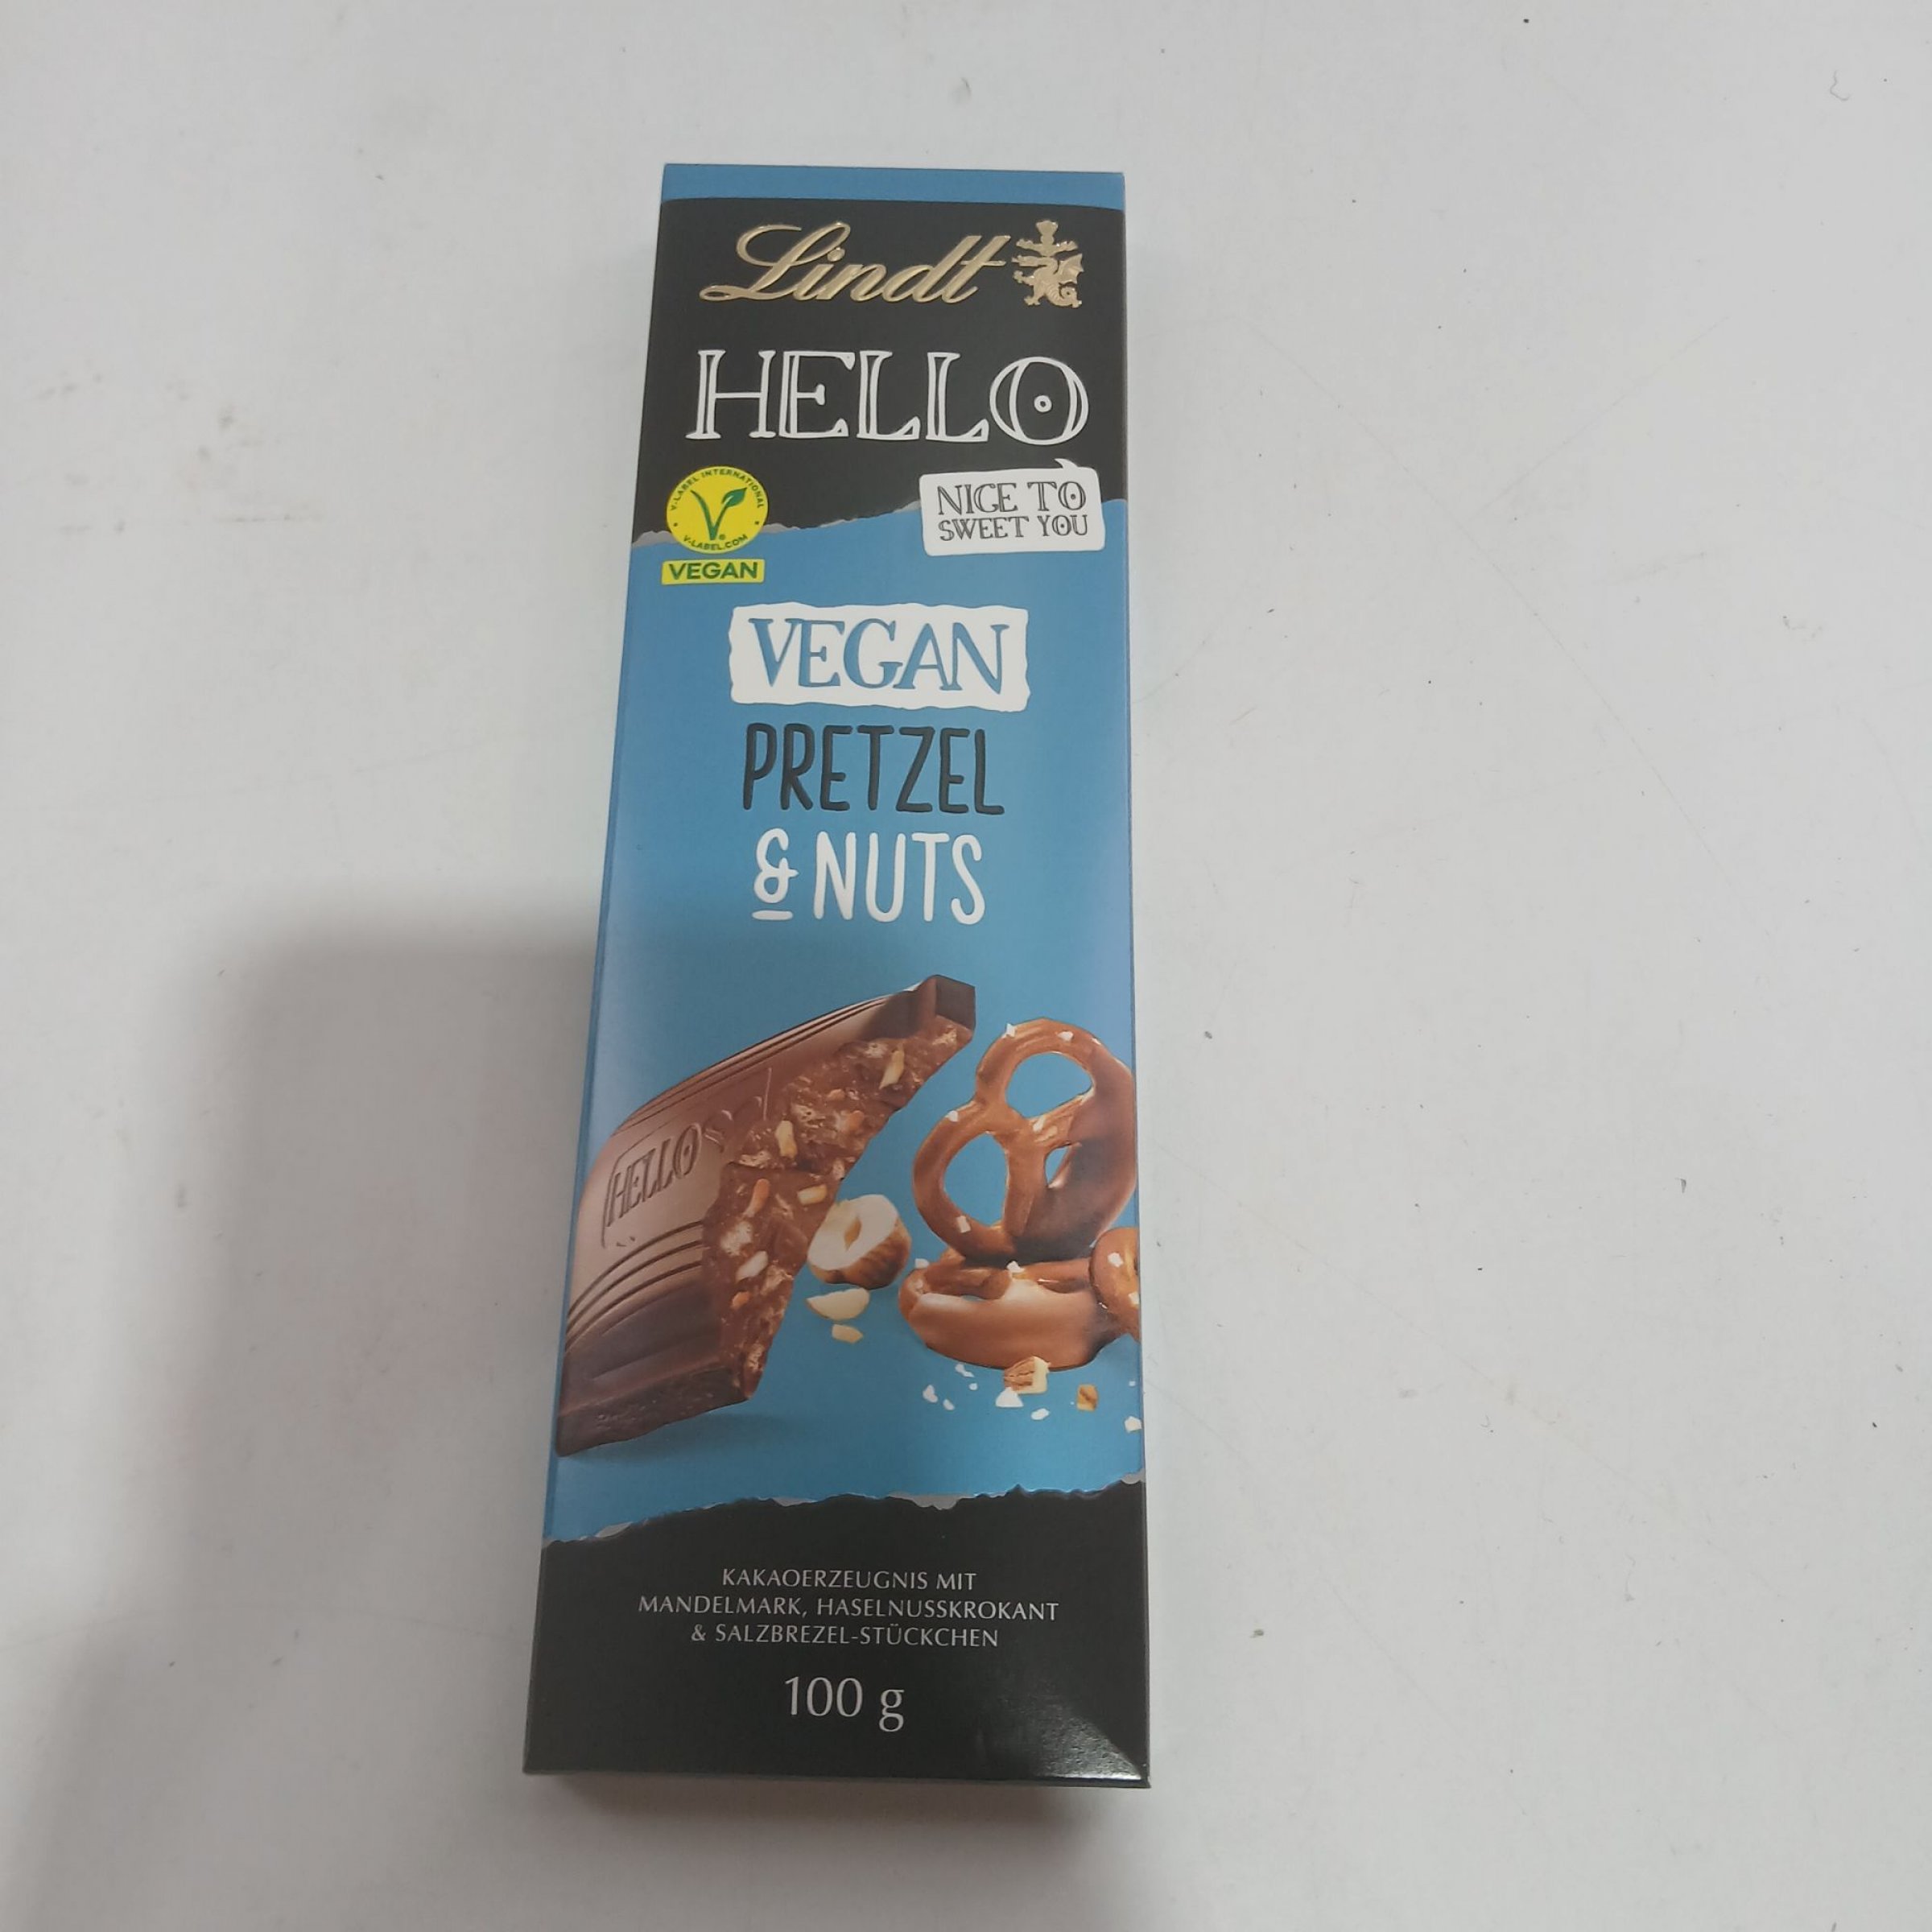 Lindt
HELLO
V-LABEL INTERNATIONAL
V-LABEL.COM
VEGAN
NICE TO
SWEET YOU
VEGAN
PRETZEL
& NUTS
HELLO
KAKAOERZEUGNIS MIT
MANDELMARK, HASELNUSSKROKANT
& SALZBREZEL-STÜCKCHEN
100 g